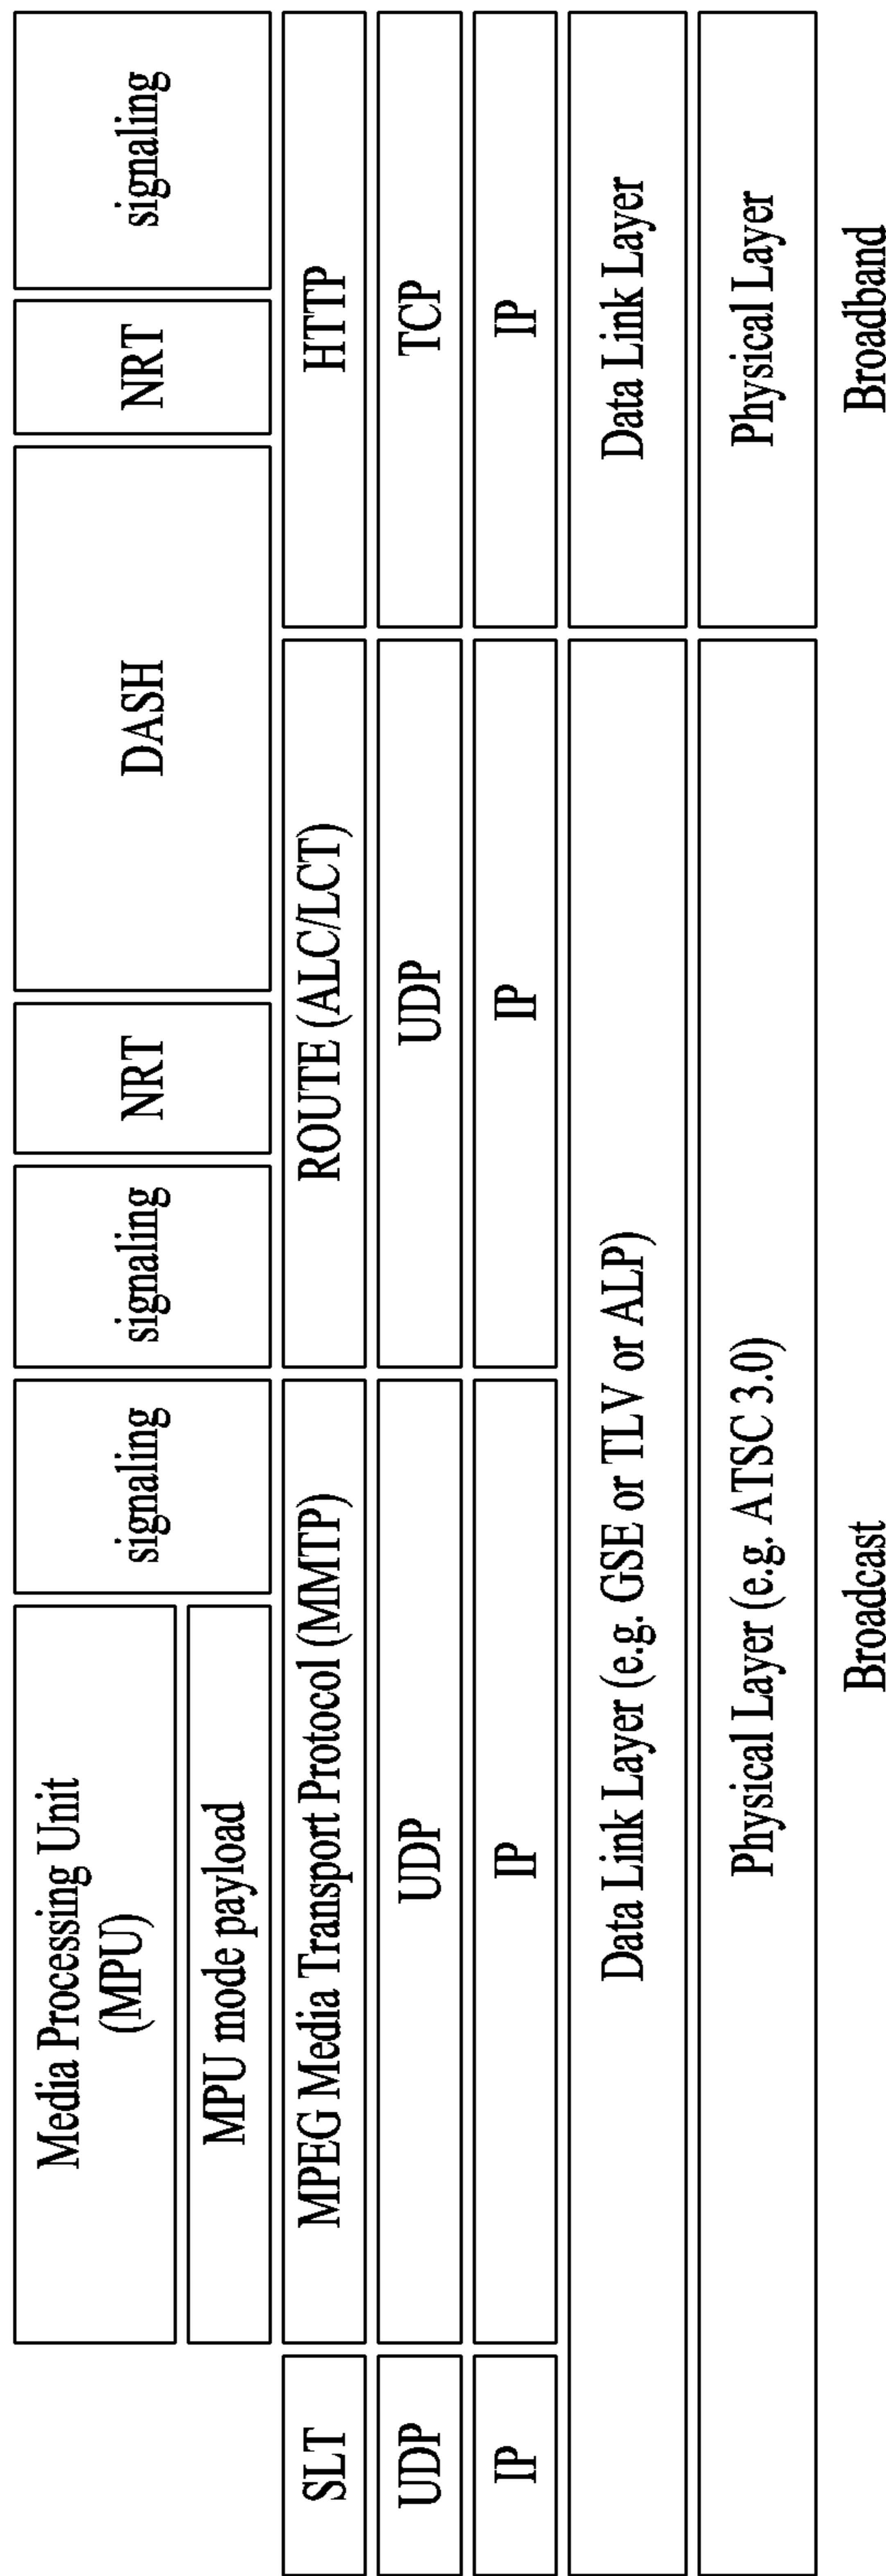 Media Processing Unit
(MPU)
signaling
signaling
NRT
DASH
NRT
signaling
MPU mode payload
SLT
MPEG Media Transport Protocol (MMTP)
ROUTE (ALC/LCT)
HTTP
UDP
UDP
UDP
TCP
IP
IP
IP
IP
Data Link Layer (e.g. GSE or TLV or ALP)
Data Link Layer
Physical Layer (e.g. ATSC 3.0)
Physical Layer
Broadcast
Broadband